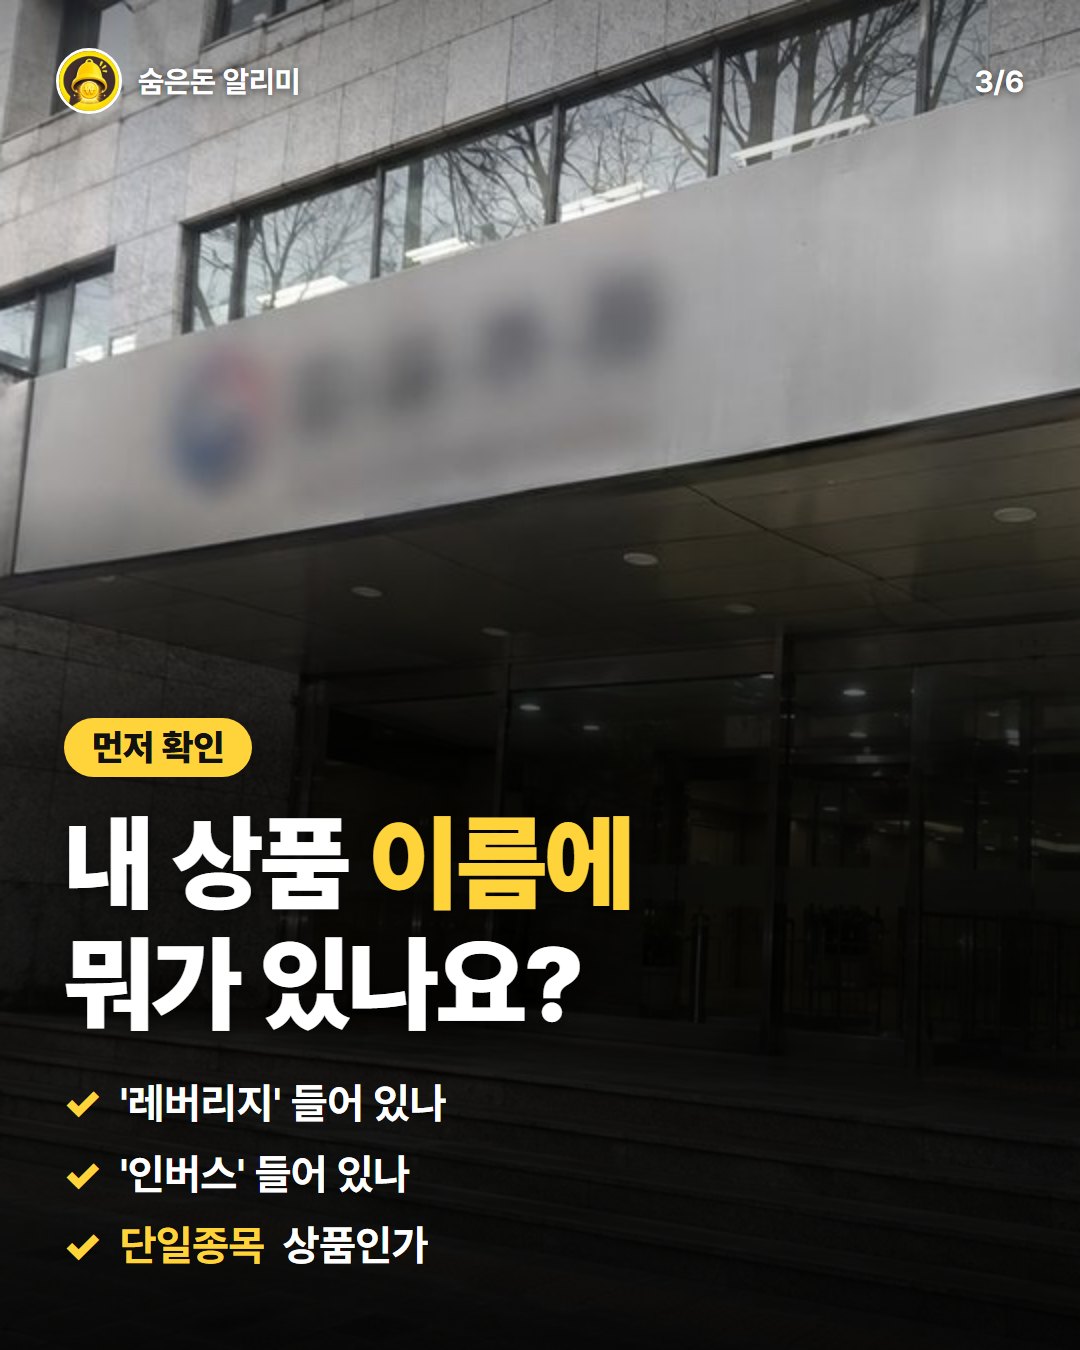 숨은돈 알리미
3/6
먼저 확인
내 상품 이름에
뭐가 있나요?
'레버리지' 들어 있나
'인버스' 들어 있나
단일종목 상품인가